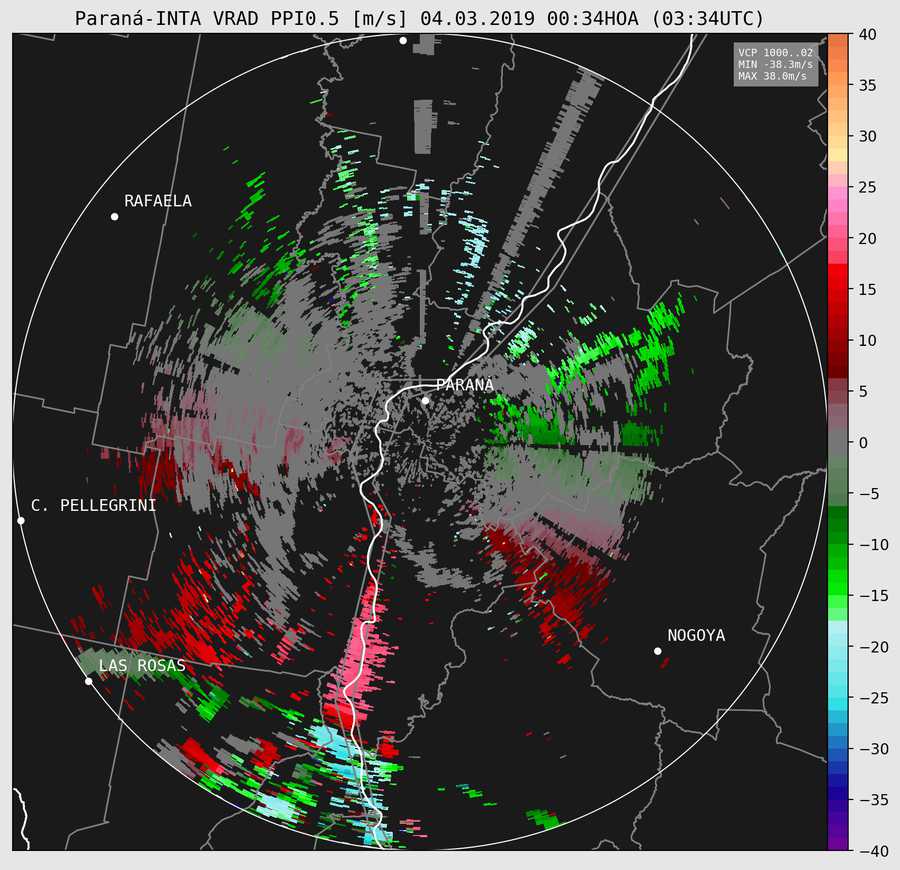 Paraná-INTA VRAD PPI0.5 [m/s] 04.03.2019 00:34HOA (03:34UTC)
VCP 1000..02
MIN -38.3m/s
MAX 38.0m/s
RAFAELA
PARANÁ
C. PELLEGRINI
NOGOYA
LAS ROSAS
40
35
30
25
20
15
10
5
0
−5
−10
−15
−20
−25
−30
−35
−40